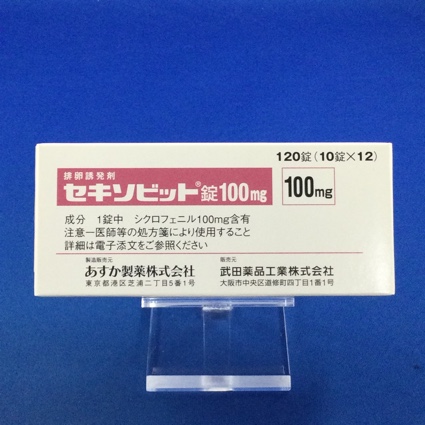 120錠(10錠×12)
排卵誘発剤
セキソビット®錠100mg
100mg
成分 1錠中 シクロフェニル100mg含有
注意ー医師等の処方箋により使用すること
詳細は電子添文をご参照ください
製造販売元
あすか製薬株式会社
東京都港区芝浦二丁目5番1号
販売元
武田薬品工業株式会社
大阪市中央区道修町四丁目1番1号